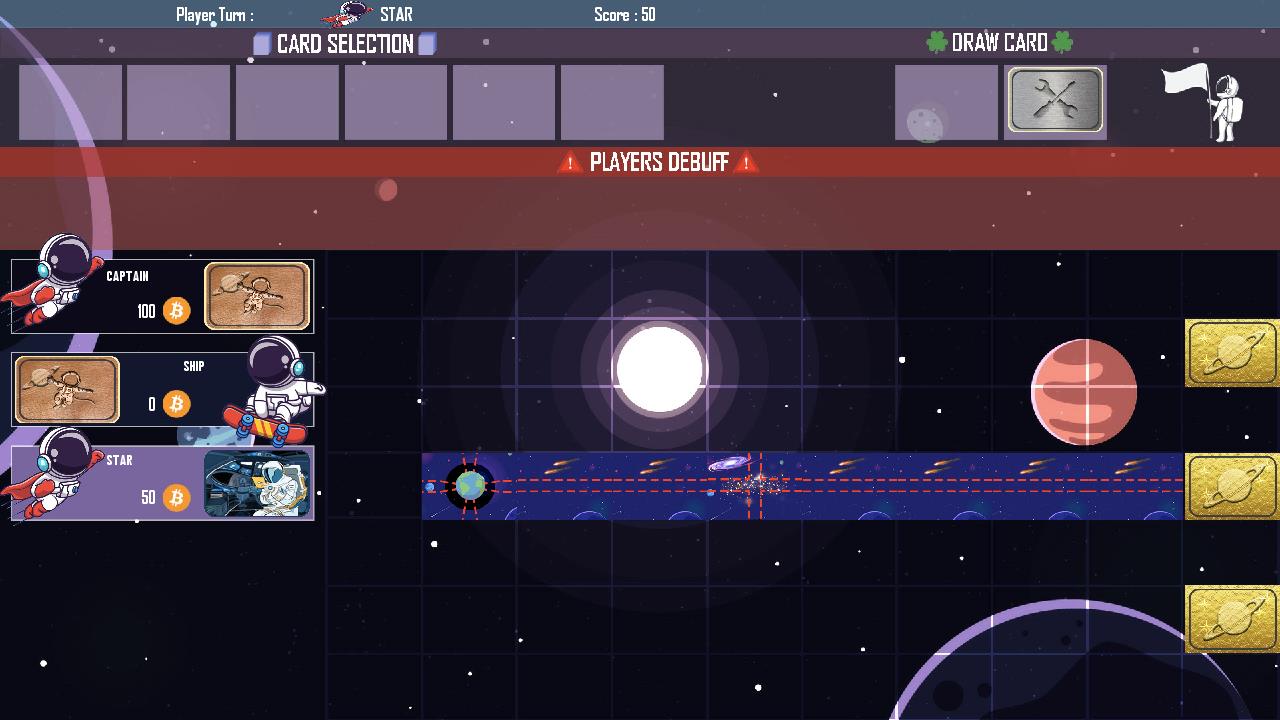 Player Turn : STAR Score : 50
CARD SELECTION
DRAW CARD
PLAYERS DEBUFF
CAPTAIN
100
SHIP
0
STAR
50